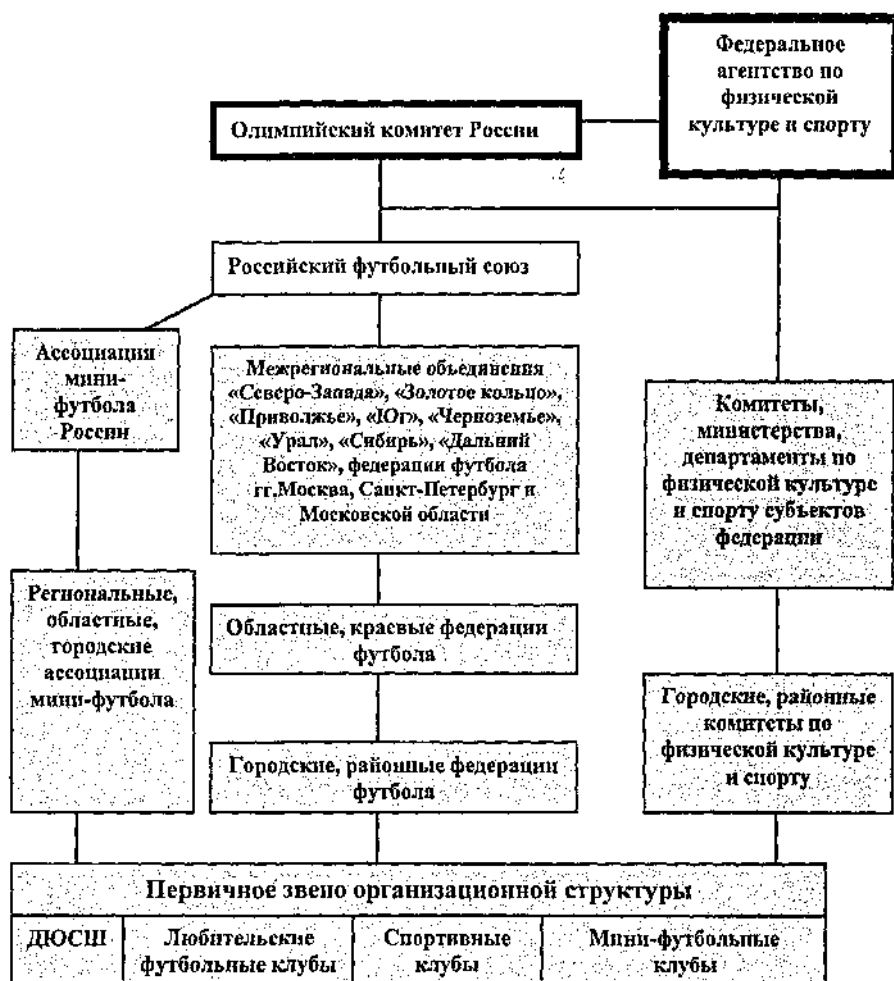 Федеральное
агентство по
физической
культуре и спорту
Олимпийский комитет России
Российский футбольный союз
Ассоциация
мини-
футбола
России
Межрегиональные объединения
«Северо-Запада», «Золотое кольцо»,
«Приволжье», «Юг», «Черноземье»,
«Урал», «Сибирь», «Дальний
Восток», федерации футбола
гг.Москва, Санкт-Петербург и
Московской области
Комитеты,
министерства,
департаменты по
физической культуре
и спорту субъектов
федерации
Региональные,
областные,
городские
ассоциации
мини-футбола
Областные, краевые федерации
футбола
Городские, районные комитеты по
физической культуре
и спорту
Городские, районные федерации
футбола
Первичное звено организационной структуры
ДЮСШ
Любительские
футбольные клубы
Спортивные
клубы
Мини-футбольные
клубы